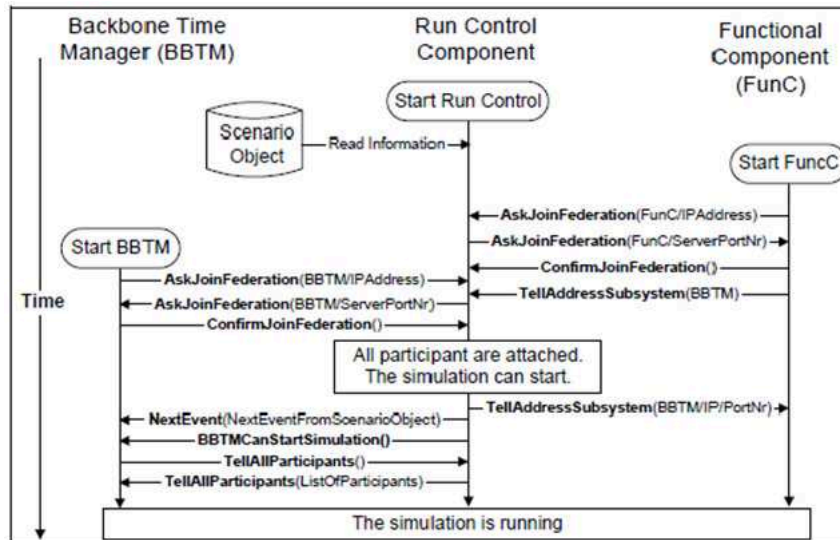 Backbone Time
Manager (BBTM)
Run Control
Component
Functional
Component
(FunC)
Start Run Control
Scenario
Object
Read Information
Start FuncC
AskJoinFederation(FunC/IPAddress)
AskJoinFederation(FunC/ServerPortNr)
Start BBTM
ConfirmJoinFederation()
AskJoinFederation(BBTM/IPAddress)
TellAddressSubsystem(BBTM)
Time
AskJoinFederation(BBTM/ServerPortNr)
ConfirmJoinFederation()
All participant are attached.
The simulation can start.
TellAddressSubsystem(BBTM/IP/PortNr)
NextEvent(NextEventFromScenarioObject)
BBTMCanStartSimulation()
TellAllParticipants()
TellAllParticipants(ListOfParticipants)
The simulation is running